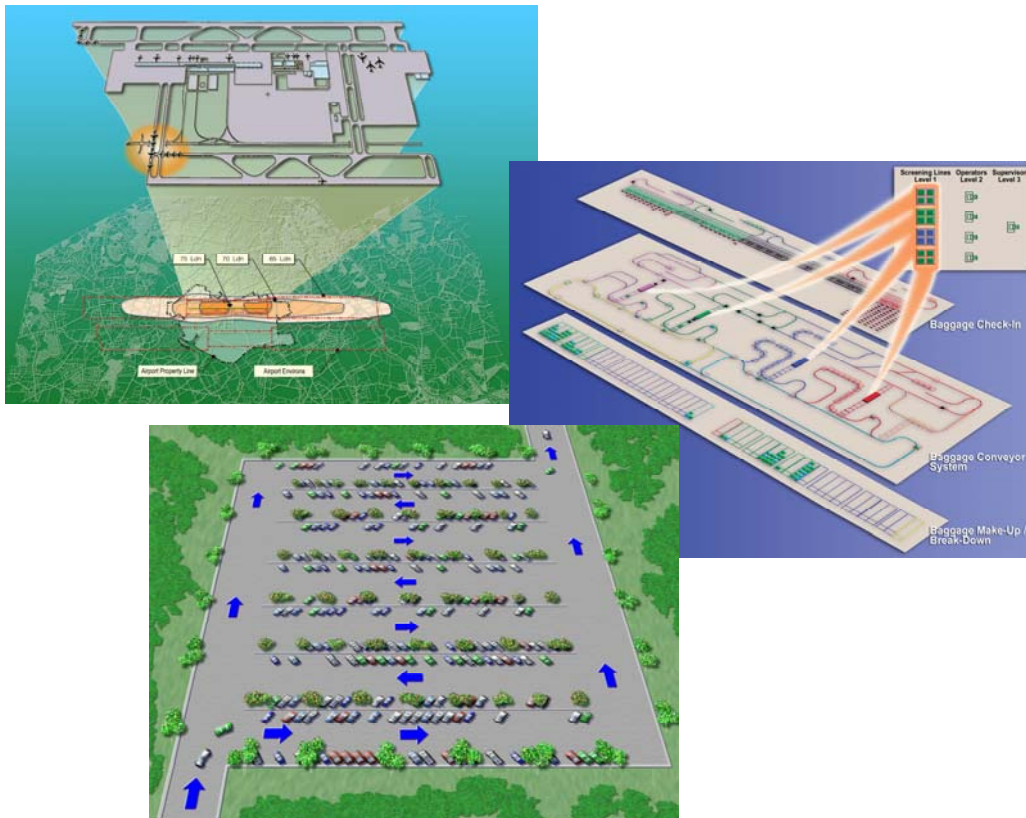 75 Ldn
70 Ldn
65 Ldn
Airport Property Line
Airport Environs
Screening Lines
Level 1
Operators
Level 2
Supervisor
Level 3
Baggage Check-In
Baggage Conveyor
System
Baggage Make-Up /
Break-Down